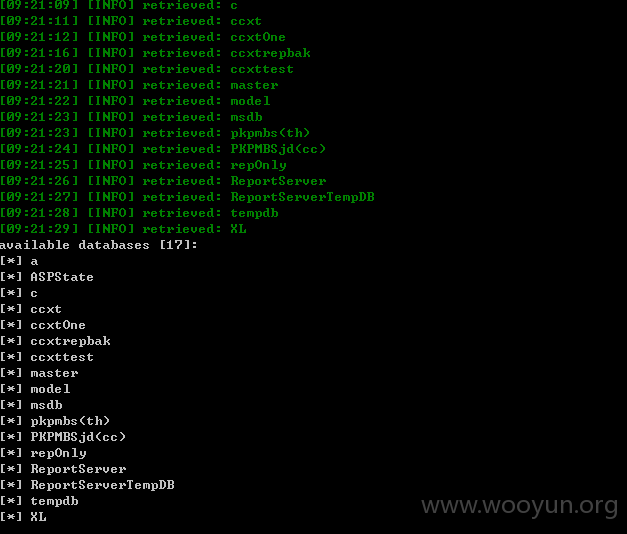 [09:21:09] [INFO] retrieved: c
[09:21:11] [INFO] retrieved: ccxt
[09:21:12] [INFO] retrieved: ccxtOne
[09:21:16] [INFO] retrieved: ccxtrepbak
[09:21:20] [INFO] retrieved: ccxttest
[09:21:21] [INFO] retrieved: master
[09:21:22] [INFO] retrieved: model
[09:21:23] [INFO] retrieved: msdb
[09:21:23] [INFO] retrieved: pkpmbs(th)
[09:21:24] [INFO] retrieved: PKPMBSjd(cc)
[09:21:25] [INFO] retrieved: repOnly
[09:21:26] [INFO] retrieved: ReportServer
[09:21:27] [INFO] retrieved: ReportServerTempDB
[09:21:28] [INFO] retrieved: tempdb
[09:21:29] [INFO] retrieved: XL
available databases [17]:
[*] a
[*] ASPState
[*] c
[*] ccxt
[*] ccxtOne
[*] ccxtrepbak
[*] ccxttest
[*] master
[*] model
[*] msdb
[*] pkpmbs(th)
[*] PKPMBSjd(cc)
[*] repOnly
[*] ReportServer
[*] ReportServerTempDB
[*] tempdb
[*] XL
www.wooyun.org